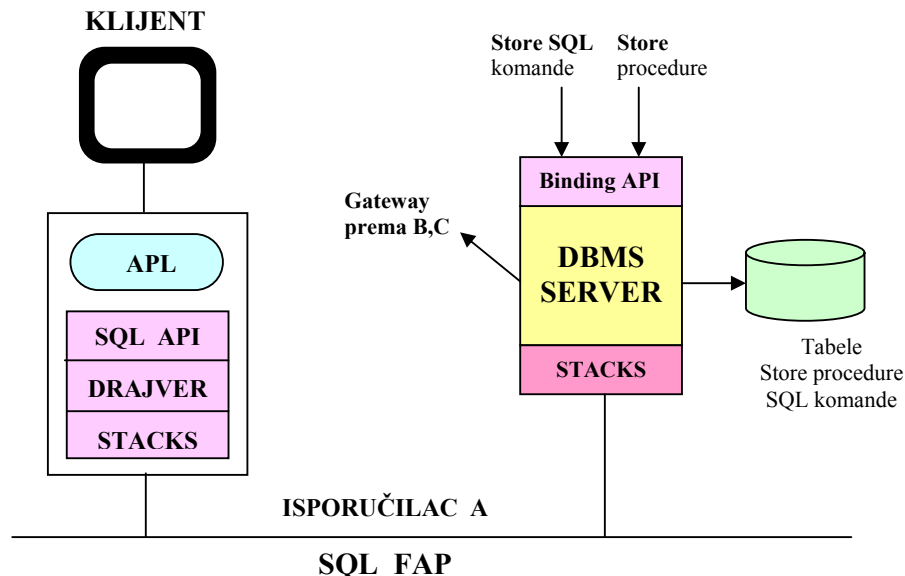 KLIJENT
APL
SQL API
DRAJVER
STACKS
Store SQL
komande
Store
procedure
Binding API
Gateway
prema B,C
DBMS
SERVER
STACKS
Tabele
Store procedure
SQL komande
ISPORUČILAC A
SQL FAP